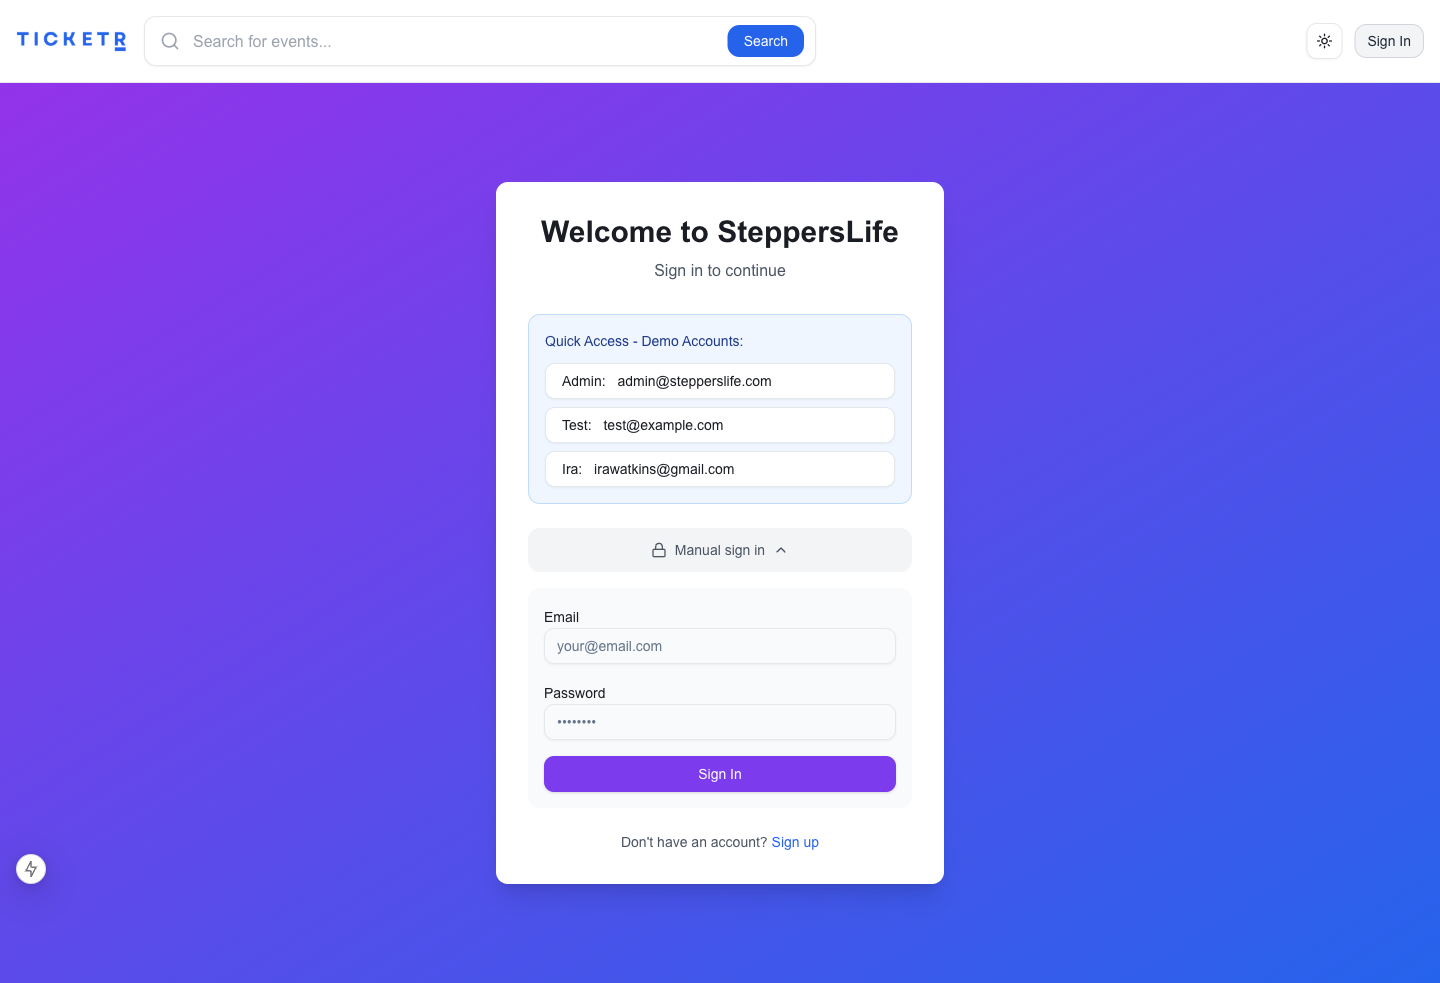 TICKETR
Search for events...
Search
Sign In
Welcome to SteppersLife
Sign in to continue
Quick Access - Demo Accounts:
Admin: admin@stepperslife.com
Test: test@example.com
Ira: irawatkins@gmail.com
Manual sign in
Email
your@email.com
Password
••••••••
Sign In
Don't have an account? Sign up